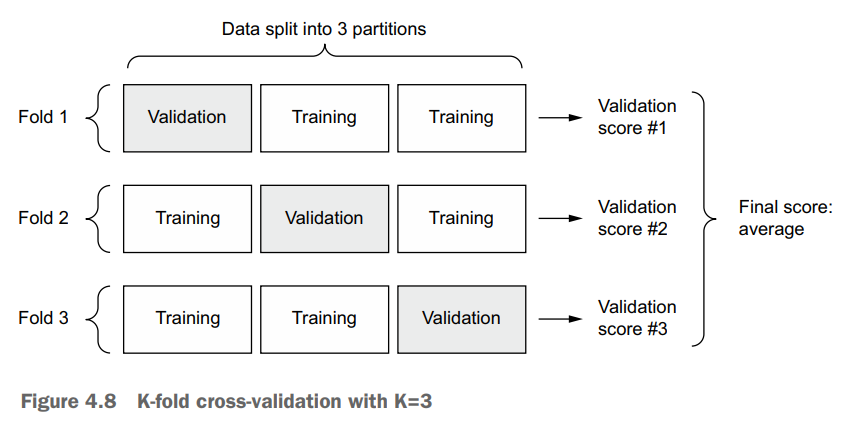 Data split into 3 partitions
Fold 1
Validation
Training
Training
Validation
score #1
Fold 2
Training
Validation
Training
Validation
score #2
Final score:
average
Fold 3
Training
Training
Validation
Validation
score #3
Figure 4.8 K-fold cross-validation with K=3